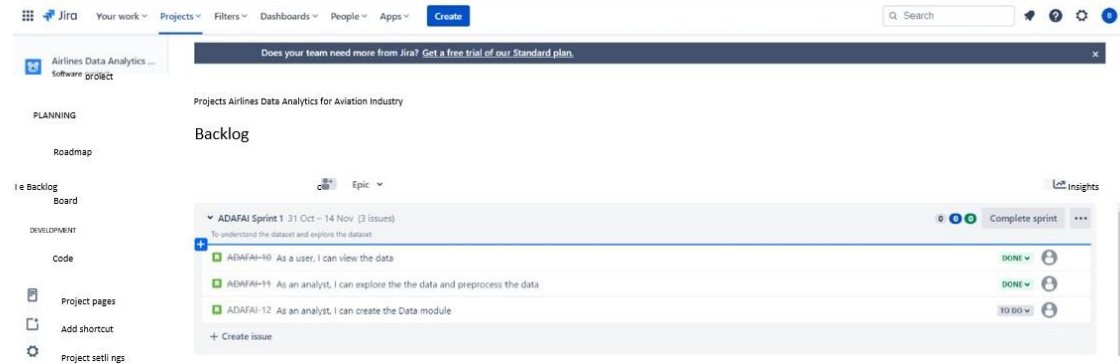 Jira Your work Projects Filters Dashboards People Apps Create Search B
Does your team need more from Jira? Get a free trial of our Standard plan. ×
Airlines Data Analytics ...
Software project
Projects Airlines Data Analytics for Aviation Industry
PLANNING
Backlog
Roadmap
I e Backlog
Epic
Insights
Board
ADAFAI Sprint 1 31 Oct – 14 Nov (3 issues) 0 0 0 Complete sprint ...
To understand the dataset and explore the dataset
DEVELOPMENT
Code
ADAFAI-10 As a user, I can view the data DONE
ADAFAI-11 As an analyst, I can explore the the data and preprocess the data DONE
Project pages
ADAFAI-12 As an analyst, I can create the Data module TO DO
Add shortcut
+ Create issue
Project setli ngs